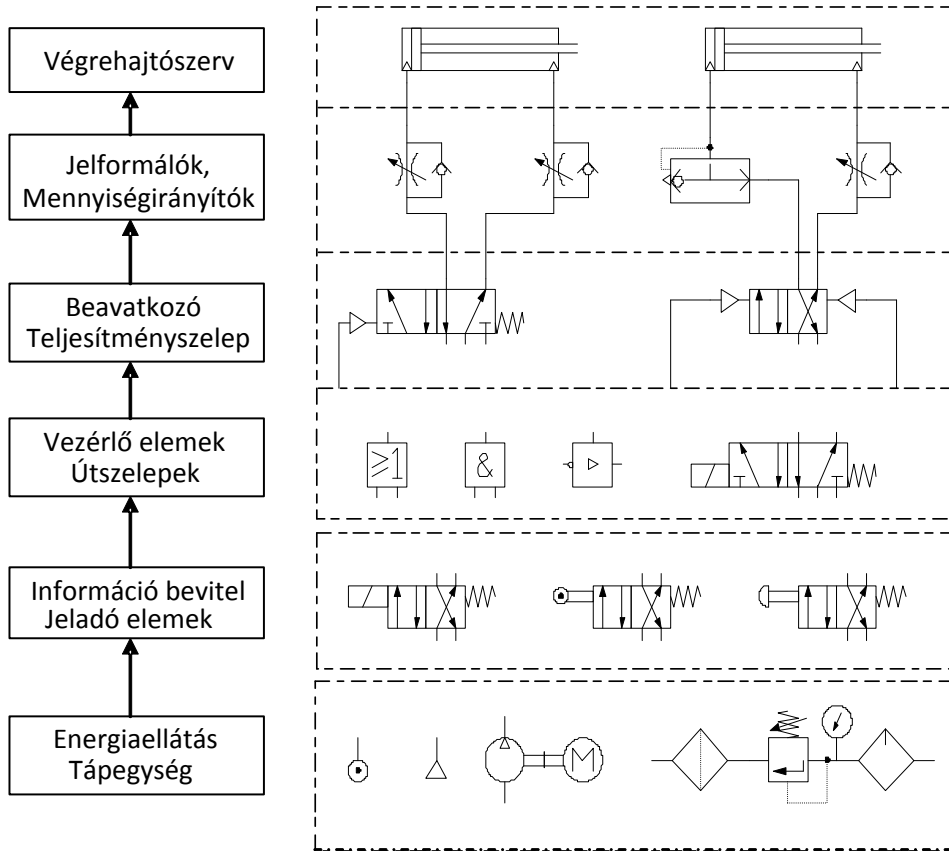 Végrehajtószerv
Jelformálók,
Mennyiségirányítók
Beavatkozó
Teljesítményszelep
Vezérlő elemek
Útszelepek
≥1
&
Információ bevitel
Jeladó elemek
Energiaellátás
Tápegység
M